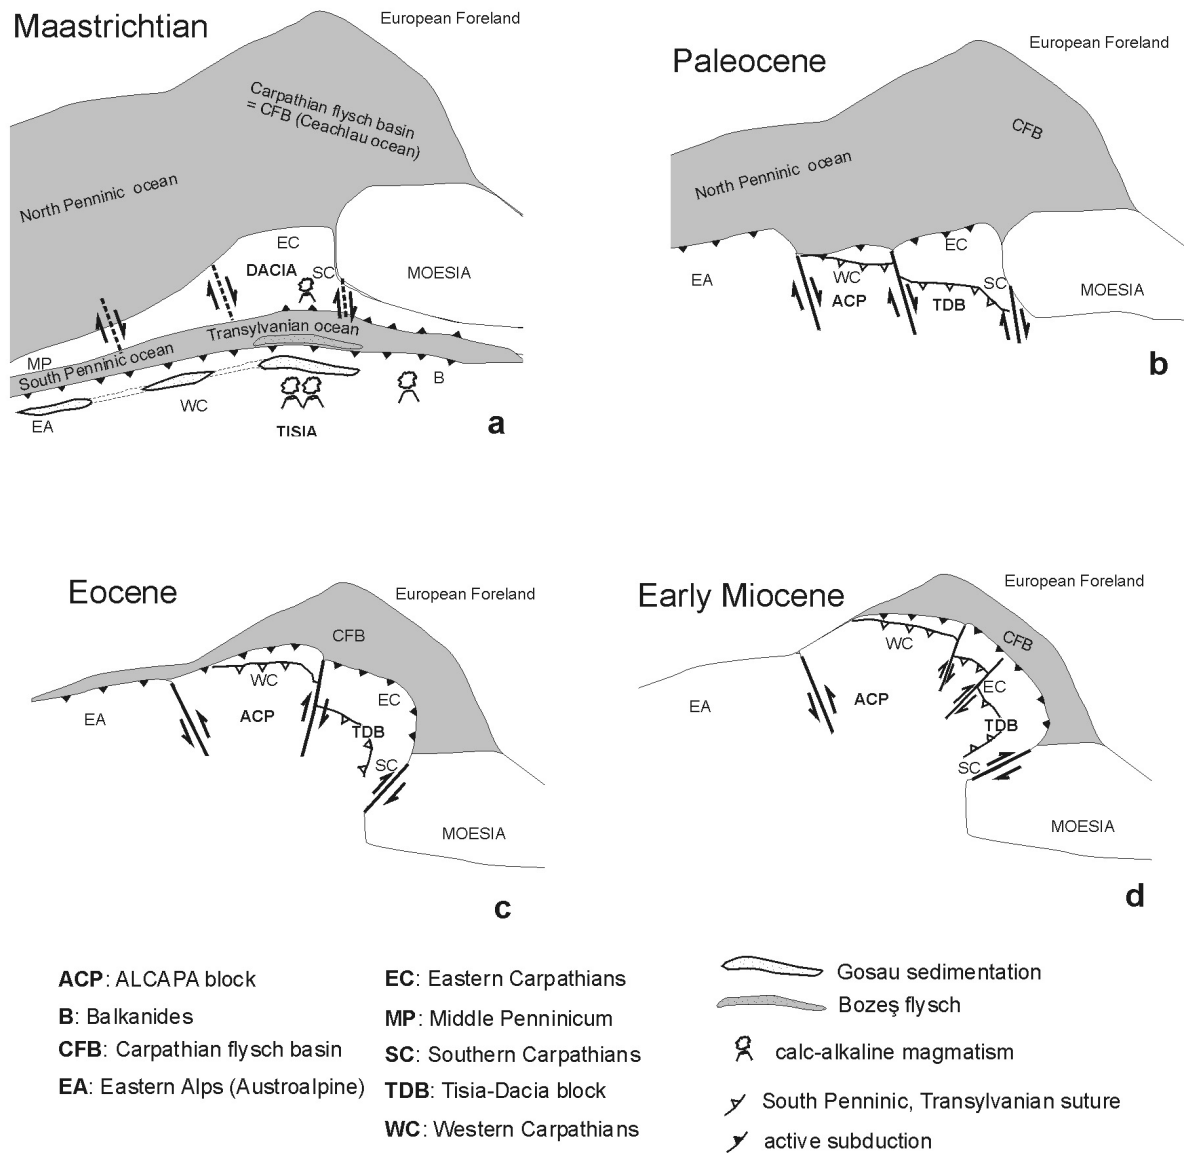 Maastrichtian
European Foreland
Carpathian flysch basin
= CFB (Ceachlau ocean)
North Penninic ocean
EC
DACIA
SC
MOESIA
Transylvanian ocean
South Penninic ocean
MP
B
WC
EA
TISIA
a
Paleocene
European Foreland
CFB
North Penninic ocean
EC
EA
WC
SC
ACP
TDB
MOESIA
b
Eocene
European Foreland
CFB
WC
EC
EA
ACP
TDB
SC
MOESIA
c
Early Miocene
European Foreland
CFB
WC
EC
EA
ACP
TDB
SC
MOESIA
d
ACP: ALCAPA block
B: Balkanides
CFB: Carpathian flysch basin
EA: Eastern Alps (Austroalpine)
EC: Eastern Carpathians
MP: Middle Penninicum
SC: Southern Carpathians
TDB: Tisia-Dacia block
WC: Western Carpathians
Gosau sedimentation
Bozeş flysch
calc-alkaline magmatism
South Penninic, Transylvanian suture
active subduction